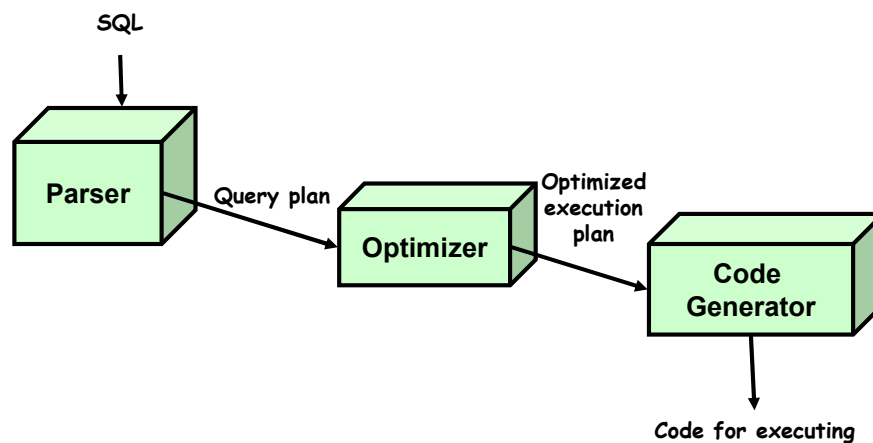 SQL
Parser
Query plan
Optimizer
Optimized
execution
plan
Code
Generator
Code for executing